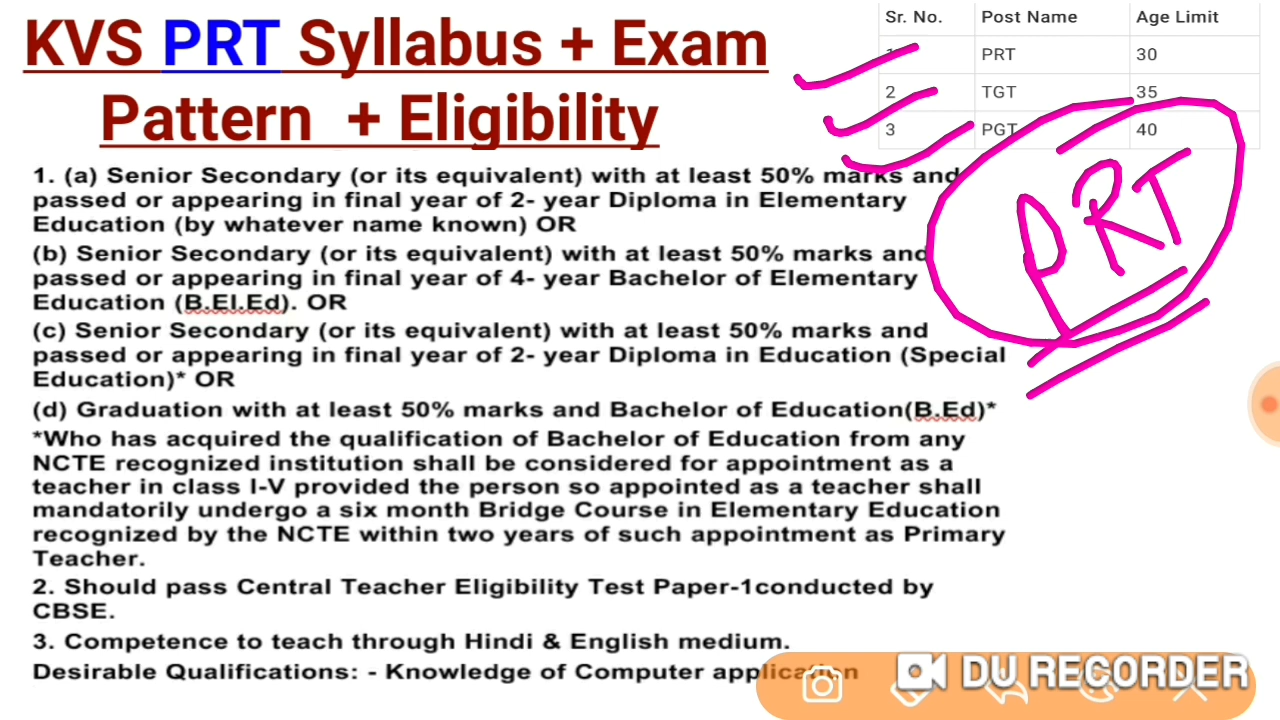 KVS PRT Syllabus + Exam
Pattern + Eligibility
Sr. No. Post Name Age Limit
1 PRT 30
2 TGT 35
3 PGT 40
PRT
1. (a) Senior Secondary (or its equivalent) with at least 50% marks and
passed or appearing in final year of 2- year Diploma in Elementary
Education (by whatever name known) OR
(b) Senior Secondary (or its equivalent) with at least 50% marks and
passed or appearing in final year of 4- year Bachelor of Elementary
Education (B.El.Ed). OR
(c) Senior Secondary (or its equivalent) with at least 50% marks and
passed or appearing in final year of 2- year Diploma in Education (Special
Education)* OR
(d) Graduation with at least 50% marks and Bachelor of Education(B.Ed)*
*Who has acquired the qualification of Bachelor of Education from any
NCTE recognized institution shall be considered for appointment as a
teacher in class I-V provided the person so appointed as a teacher shall
mandatorily undergo a six month Bridge Course in Elementary Education
recognized by the NCTE within two years of such appointment as Primary
Teacher.
2. Should pass Central Teacher Eligibility Test Paper-1conducted by
CBSE.
3. Competence to teach through Hindi & English medium.
Desirable Qualifications: - Knowledge of Computer application
DU RECORDER